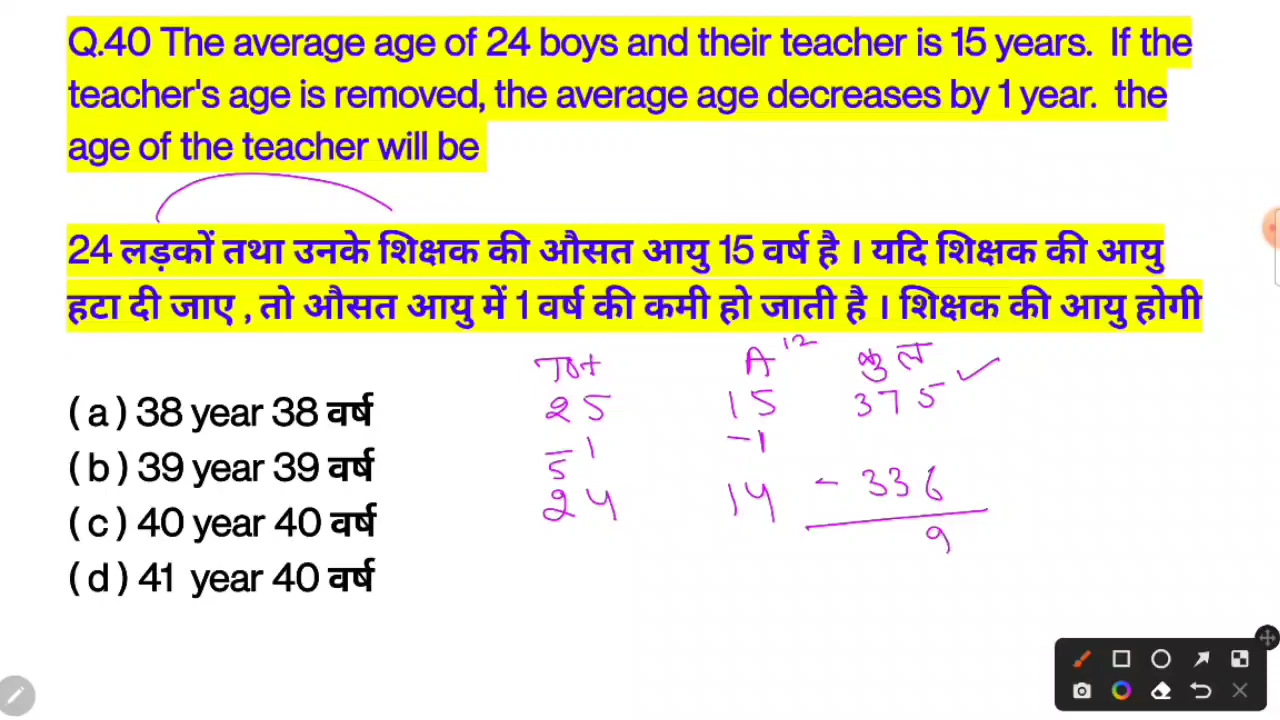 Q.40 The average age of 24 boys and their teacher is 15 years. If the
teacher's age is removed, the average age decreases by 1 year. the
age of the teacher will be
24 लड़कों तथा उनके शिक्षक की औसत आयु 15 वर्ष है । यदि शिक्षक की आयु
हटा दी जाए , तो औसत आयु में 1 वर्ष की कमी हो जाती है । शिक्षक की आयु होगी
( a ) 38 year 38 वर्ष
( b ) 39 year 39 वर्ष
( c ) 40 year 40 वर्ष
( d ) 41 year 40 वर्ष
Tot A 12 कुल
25 15 375
- 1 -1
5
24 14 - 336
9